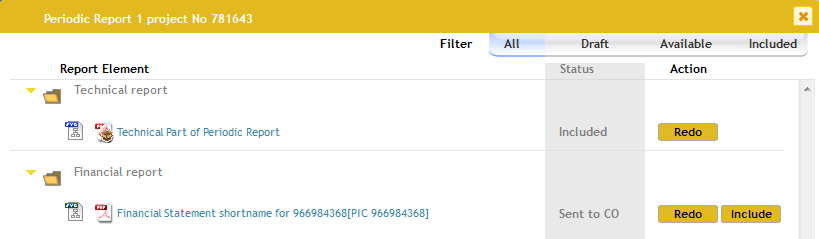 Periodic Report 1 project No 781643
Filter All Draft Available Included
Report Element Status Action
Technical report
Technical Part of Periodic Report Included Redo
Financial report
Financial Statement shortname for 966984368[PIC 966984368] Sent to CO Redo Include